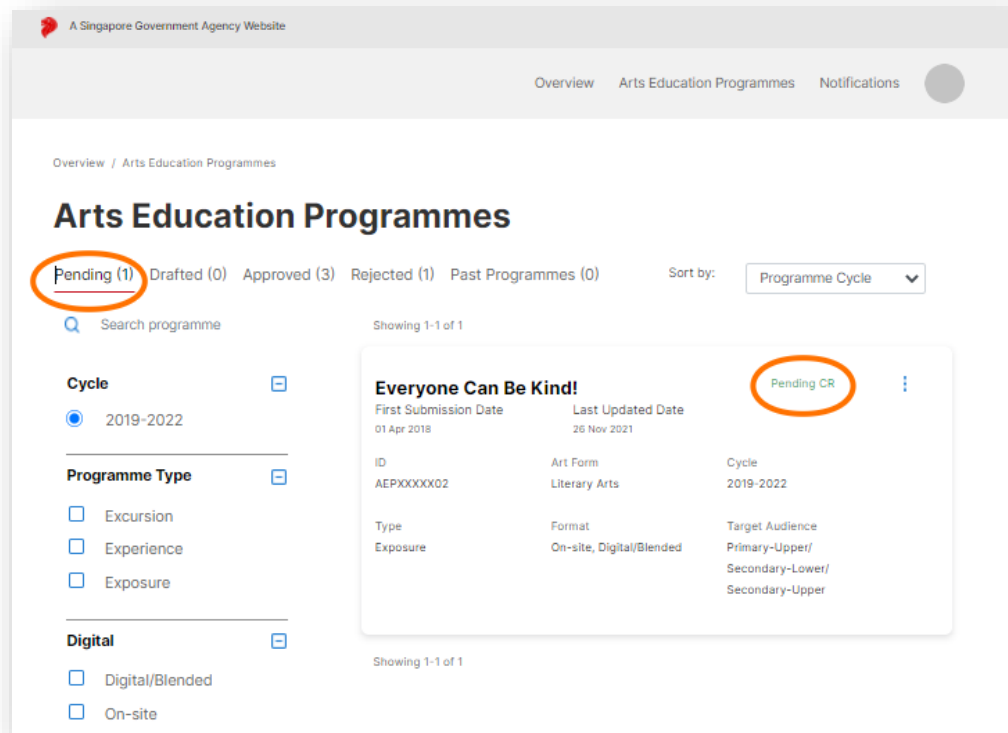 A Singapore Government Agency Website
Overview Arts Education Programmes Notifications
Overview / Arts Education Programmes
Arts Education Programmes
Pending (1) Drafted (0) Approved (3) Rejected (1) Past Programmes (0) Sort by: Programme Cycle
Search programme
Showing 1-1 of 1
Cycle
2019-2022
Programme Type
Excursion
Experience
Exposure
Digital
Digital/Blended
On-site
Everyone Can Be Kind!
Pending CR
First Submission Date Last Updated Date
01 Apr 2018 26 Nov 2021
ID Art Form Cycle
AEPXXXXX02 Literary Arts 2019-2022
Type Format Target Audience
Exposure On-site, Digital/Blended Primary-Upper/
Secondary-Lower/
Secondary-Upper
Showing 1-1 of 1